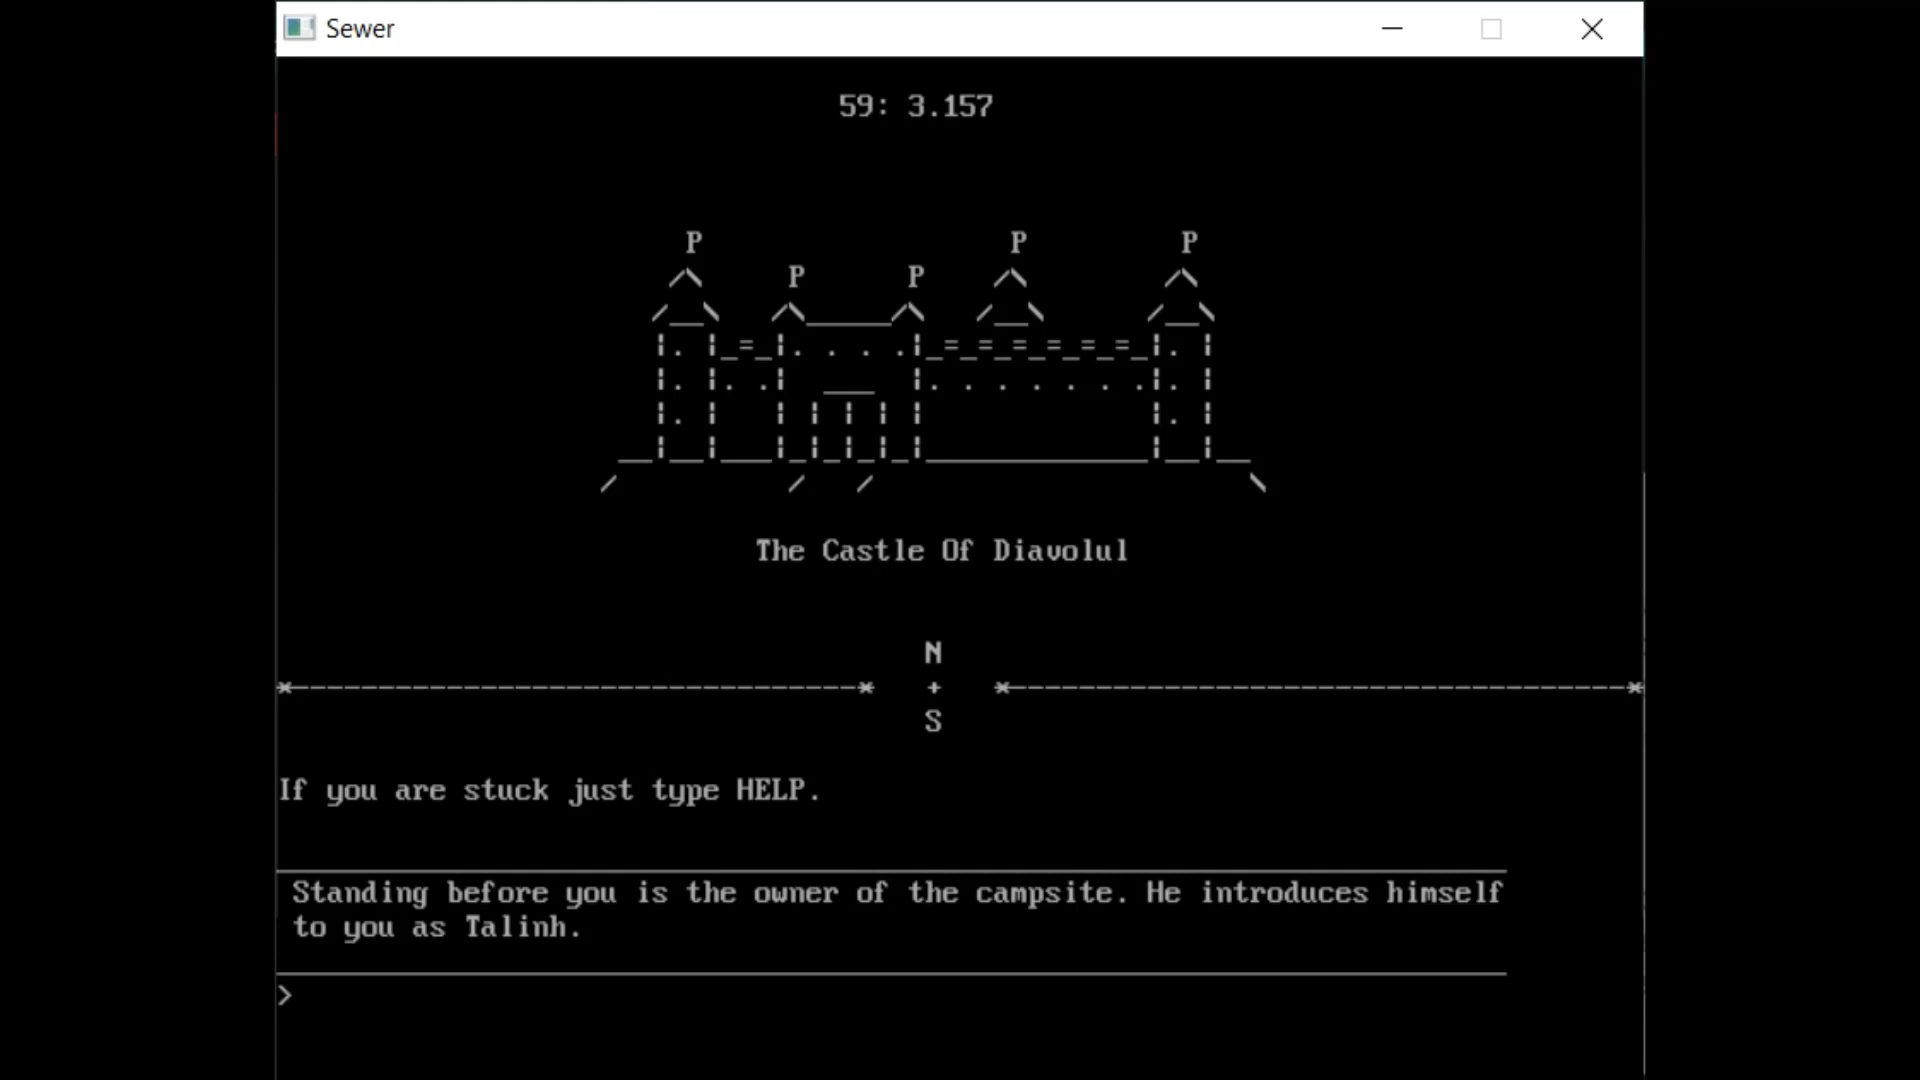 Sewer
59: 3.157
P P P
P P
The Castle Of Diavolul
N
*----------------------------------* + *-------------------------------------*
S
If you are stuck just type HELP.
Standing before you is the owner of the campsite. He introduces himself
to you as Talinh.
>